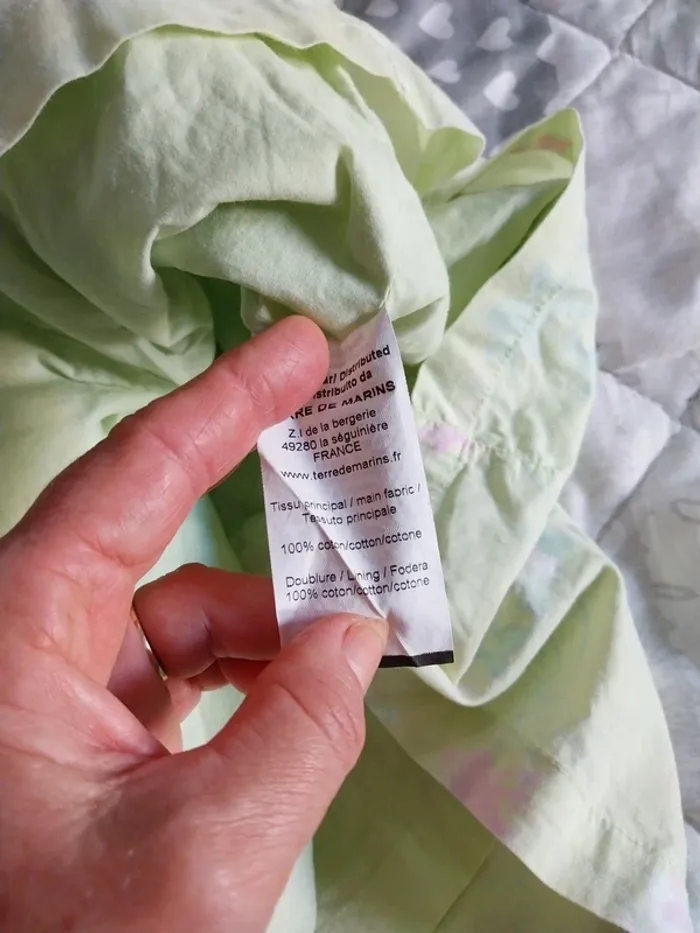 Distributed
da
DE MARINS
Z.I de la bergerie
49280 la séguinière
FRANCE
www.terredemarins.fr
Tissu principal / main fabric /
Tessuto principale
100% coton/cotton/cotone
Doublure / Lining / Fodera
100% coton/cotton/cotone